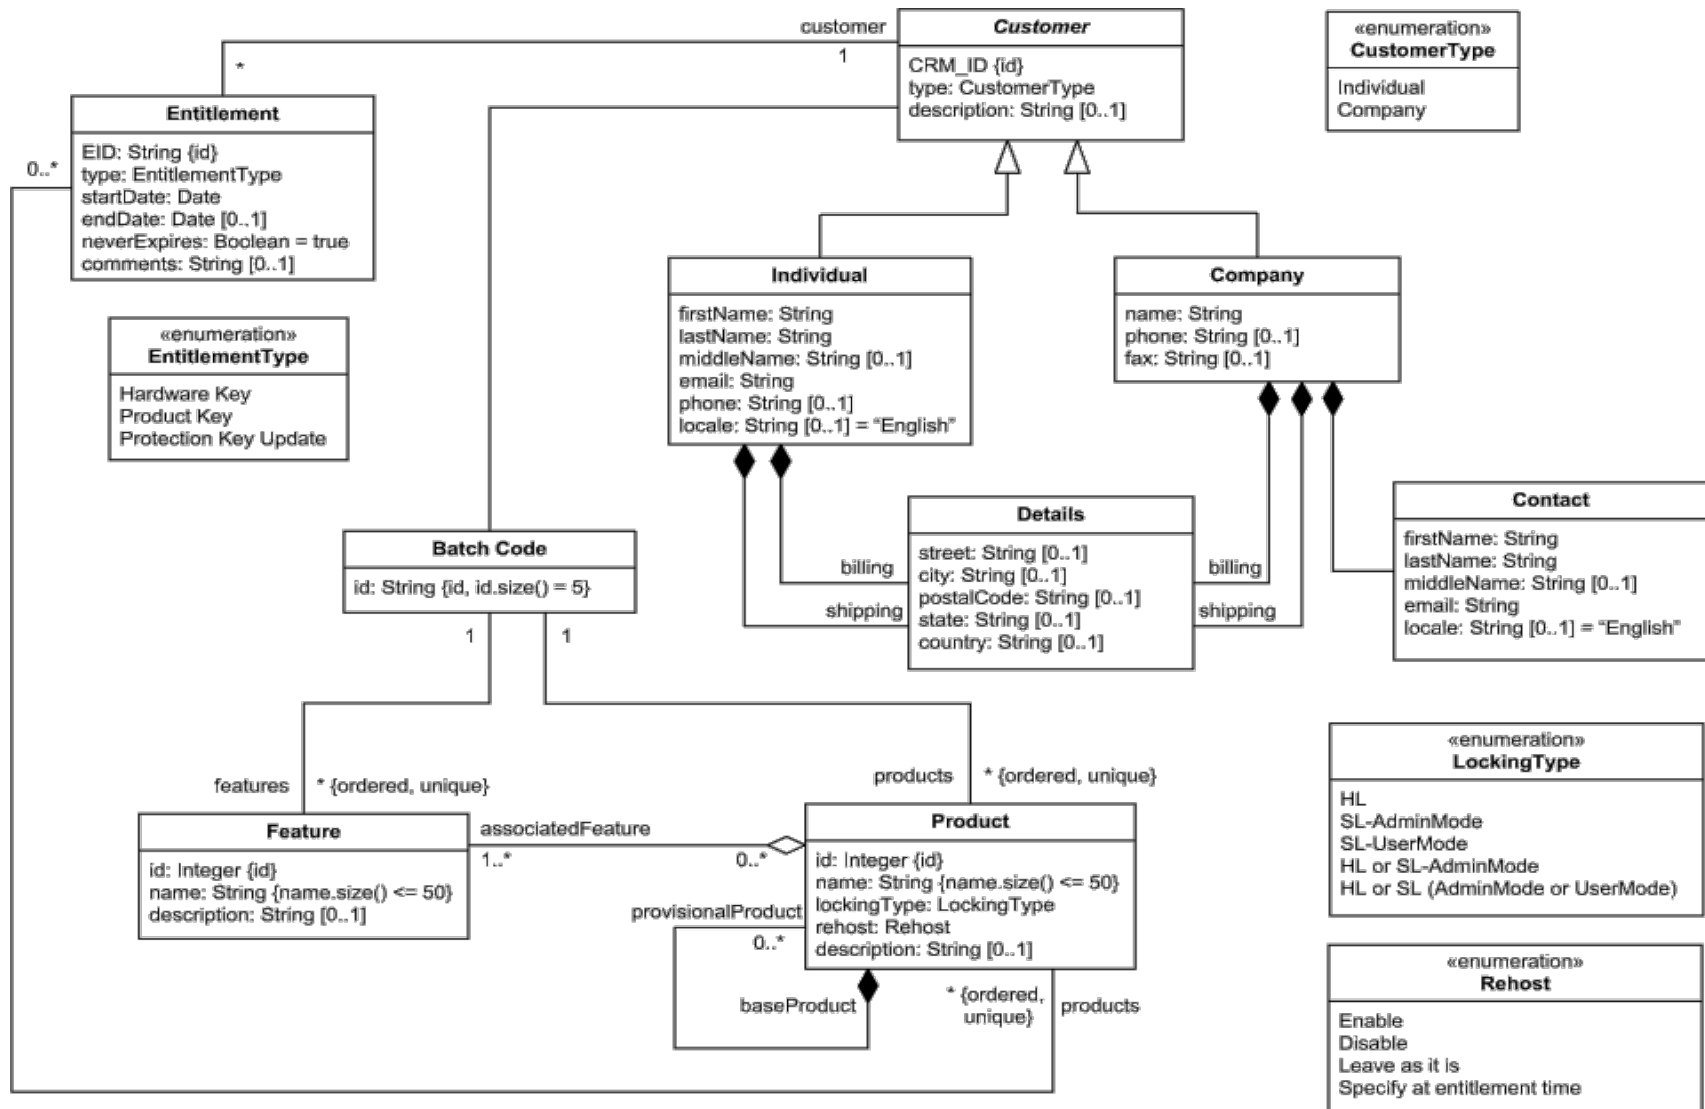 customer
1
*
Customer
CRM_ID {id}
type: CustomerType
description: String [0..1]
«enumeration»
CustomerType
Individual
Company
Entitlement
EID: String {id}
type: EntitlementType
startDate: Date
endDate: Date [0..1]
neverExpires: Boolean = true
comments: String [0..1]
0..*
«enumeration»
EntitlementType
Hardware Key
Product Key
Protection Key Update
Individual
firstName: String
lastName: String
middleName: String [0..1]
email: String
phone: String [0..1]
locale: String [0..1] = “English”
Company
name: String
phone: String [0..1]
fax: String [0..1]
Batch Code
id: String {id, id.size() = 5}
1
1
Details
street: String [0..1]
city: String [0..1]
postalCode: String [0..1]
state: String [0..1]
country: String [0..1]
billing
shipping
billing
shipping
Contact
firstName: String
lastName: String
middleName: String [0..1]
email: String
locale: String [0..1] = “English”
features
* {ordered, unique}
products
* {ordered, unique}
Feature
id: Integer {id}
name: String {name.size() <= 50}
description: String [0..1]
associatedFeature
1..*
0..*
Product
id: Integer {id}
name: String {name.size() <= 50}
lockingType: LockingType
rehost: Rehost
description: String [0..1]
provisionalProduct
0..*
baseProduct
* {ordered,
unique}
products
«enumeration»
LockingType
HL
SL-AdminMode
SL-UserMode
HL or SL-AdminMode
HL or SL (AdminMode or UserMode)
«enumeration»
Rehost
Enable
Disable
Leave as it is
Specify at entitlement time